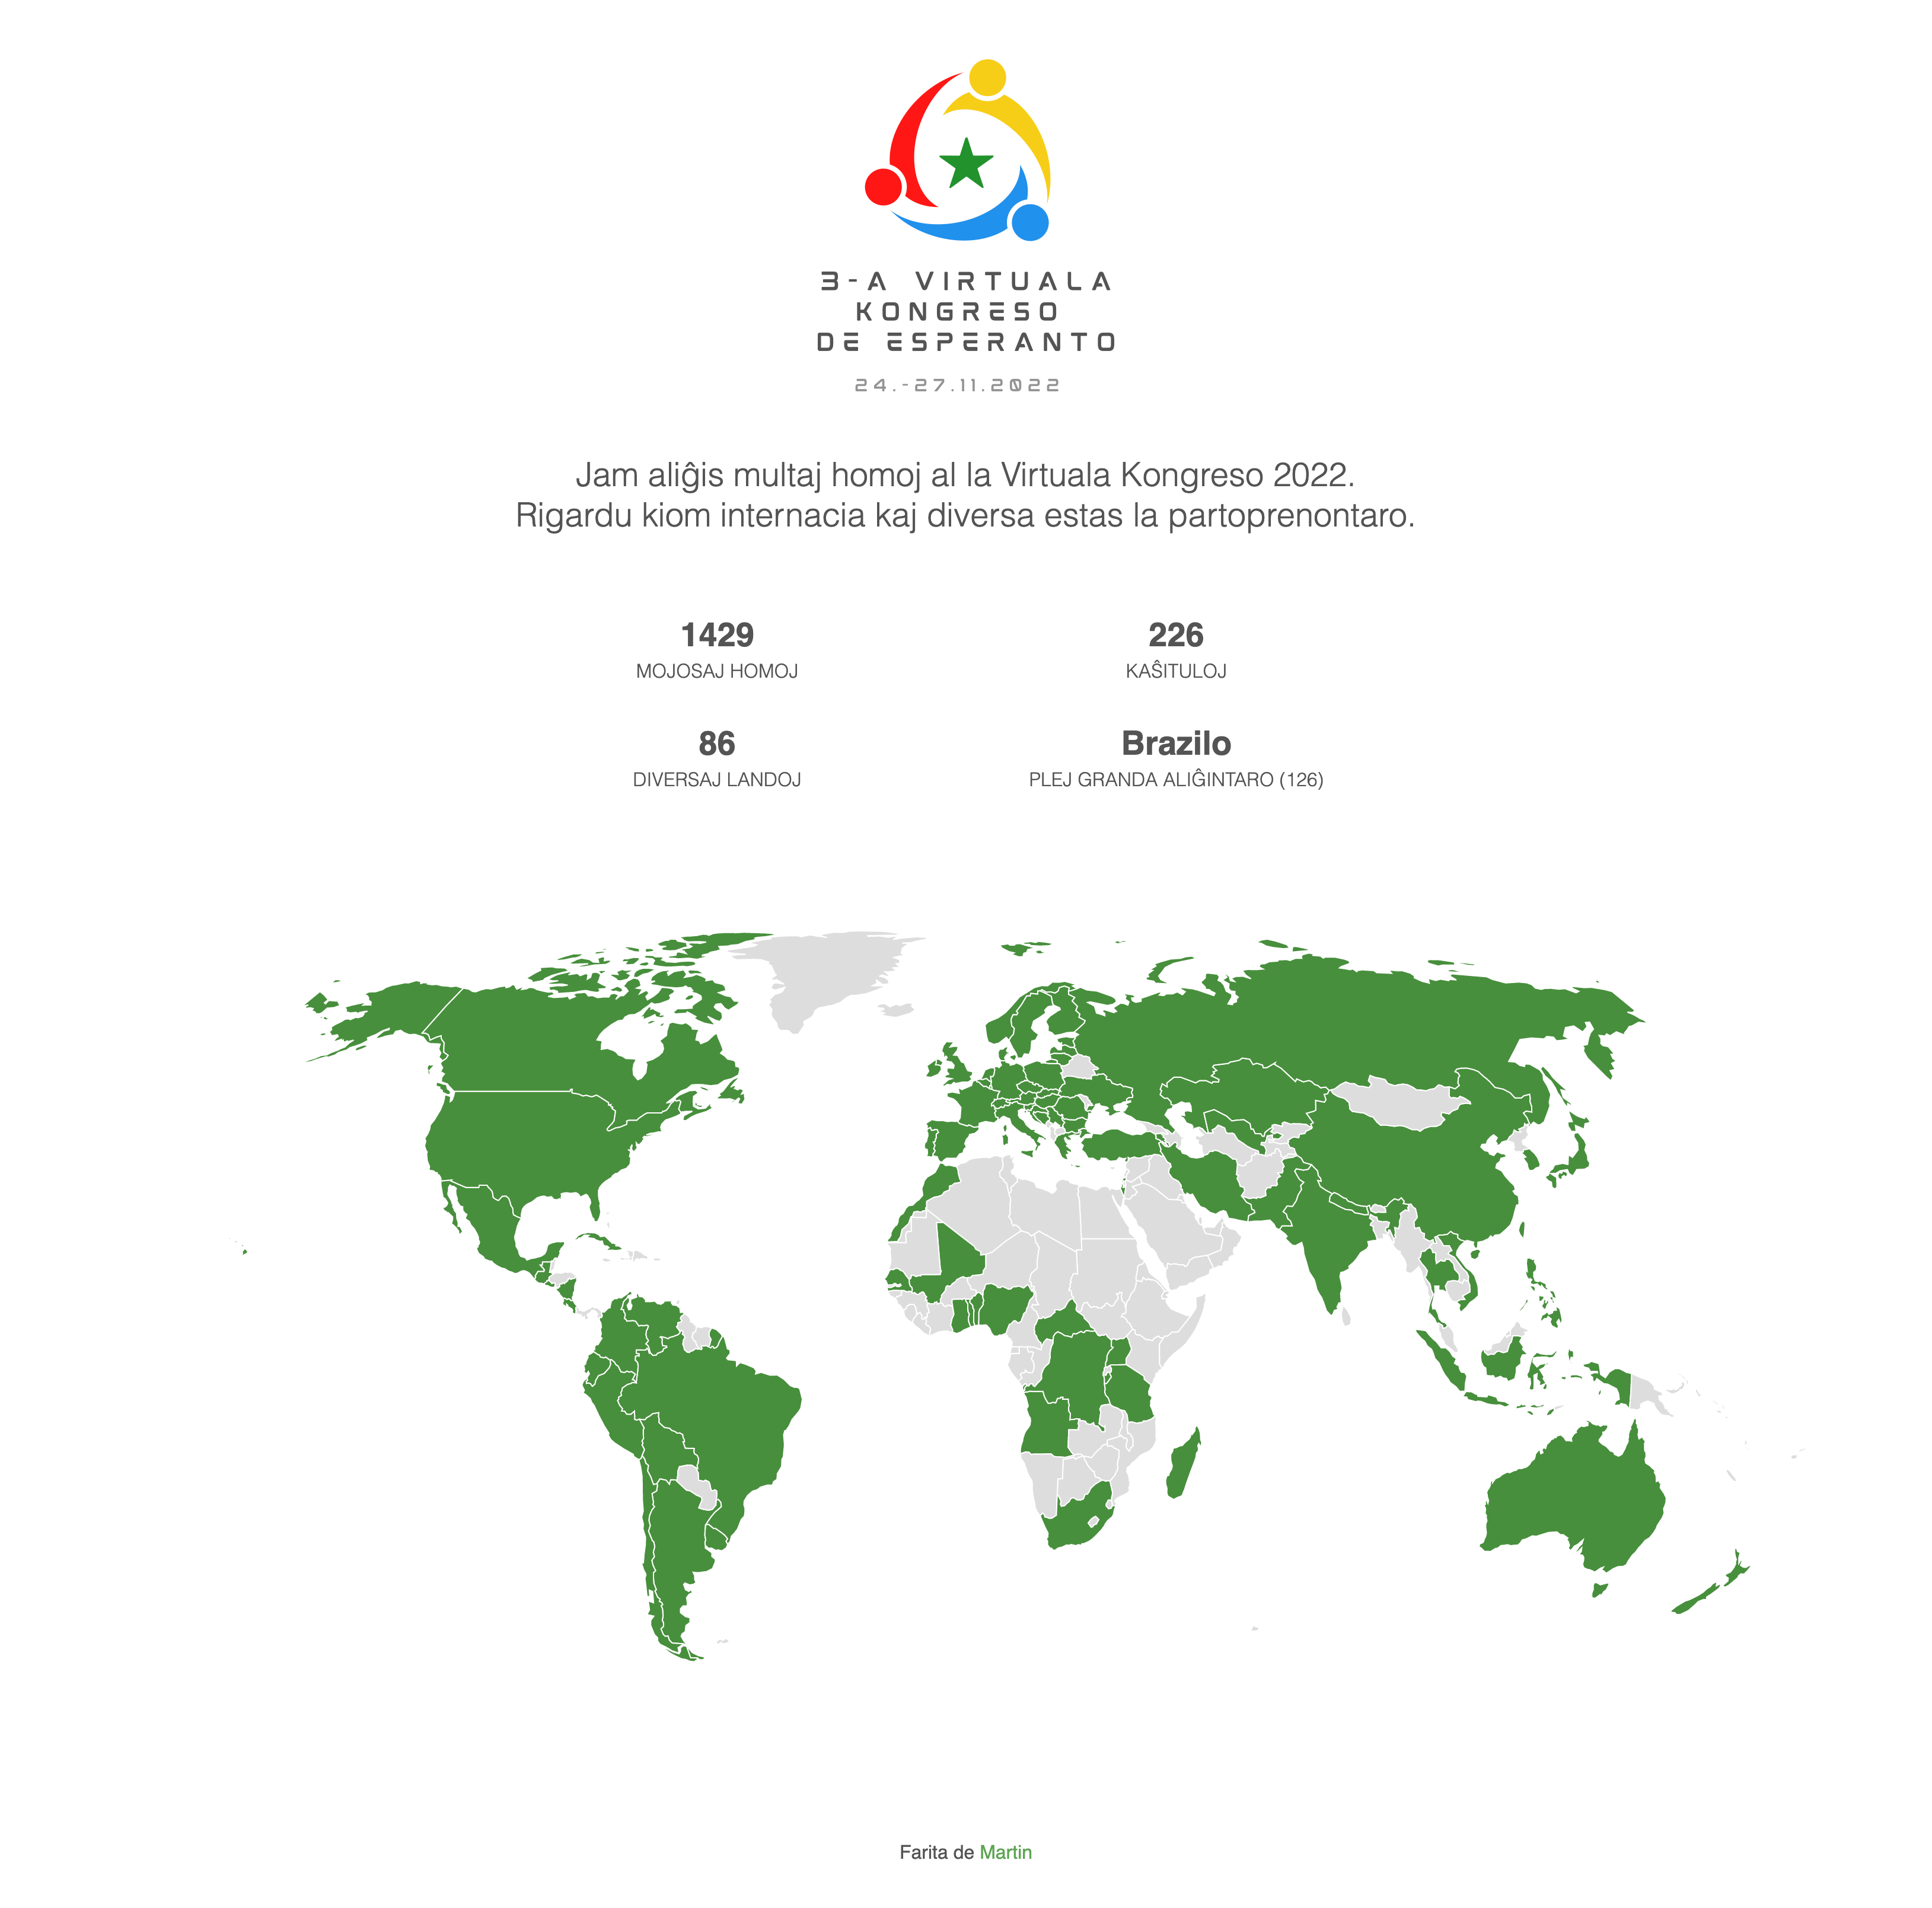 3-A VIRTUALA
KONGRESO
DE ESPERANTO
24.-27.11.2022
Jam aliĝis multaj homoj al la Virtuala Kongreso 2022.
Rigardu kiom internacia kaj diversa estas la partoprenontaro.
1429
MOJOSAJ HOMOJ
226
KAŜITULOJ
86
DIVERSAJ LANDOJ
Brazilo
PLEJ GRANDA ALIĜINTARO (126)
Farita de Martin